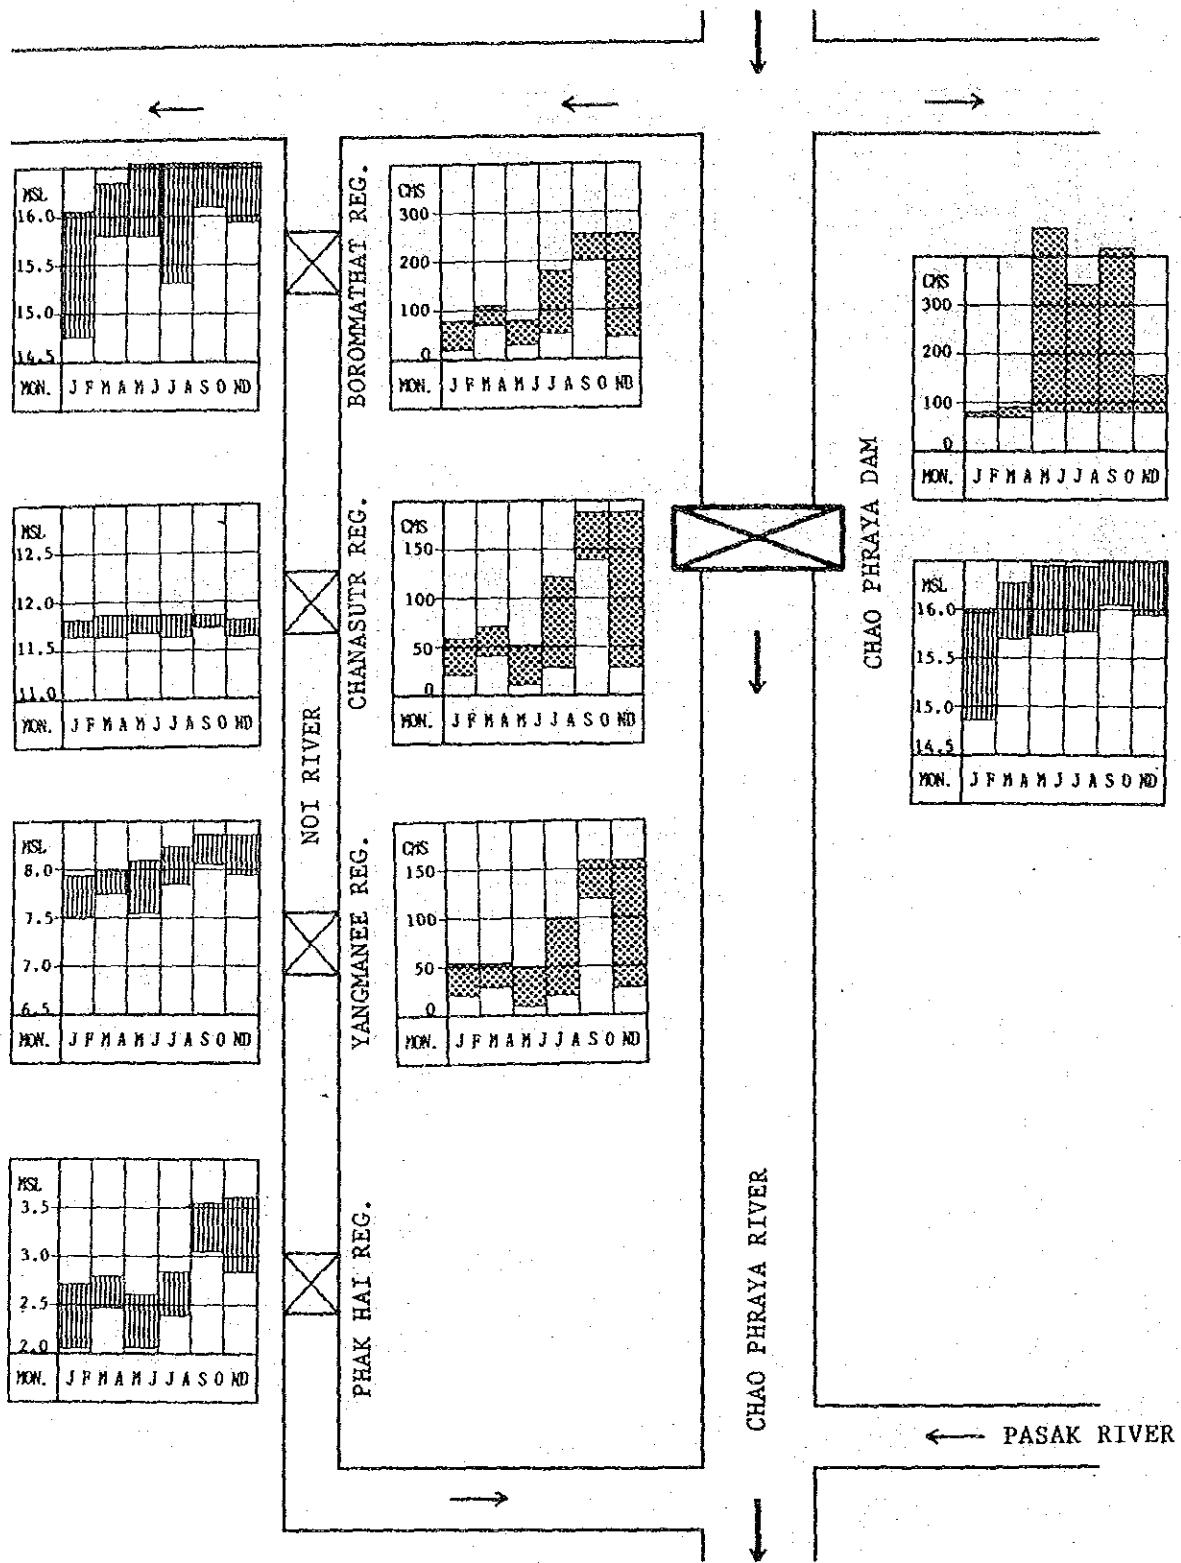 BOROMMATHAT REG.
MSL
16.0
15.5
15.0
14.5
MON. J F M A M J J A S O N D
CMS
300
200
100
0
MON. J F M A M J J A S O N D
CHAO PHRAYA DAM
CMS
300
200
100
0
MON. J F M A M J J A S O N D
MSL
16.0
15.5
15.0
14.5
MON. J F M A M J J A S O N D
CHANASUTR REG.
MSL
12.5
12.0
11.5
11.0
MON. J F M A M J J A S O N D
CMS
150
100
50
0
MON. J F M A M J J A S O N D
NOI RIVER
YANGMANEE REG.
MSL
8.0
7.5
7.0
6.5
MON. J F M A M J J A S O N D
CMS
150
100
50
0
MON. J F M A M J J A S O N D
PHAK HAI REG.
MSL
3.5
3.0
2.5
2.0
MON. J F M A M J J A S O N D
CHAO PHRAYA RIVER
PASAK RIVER